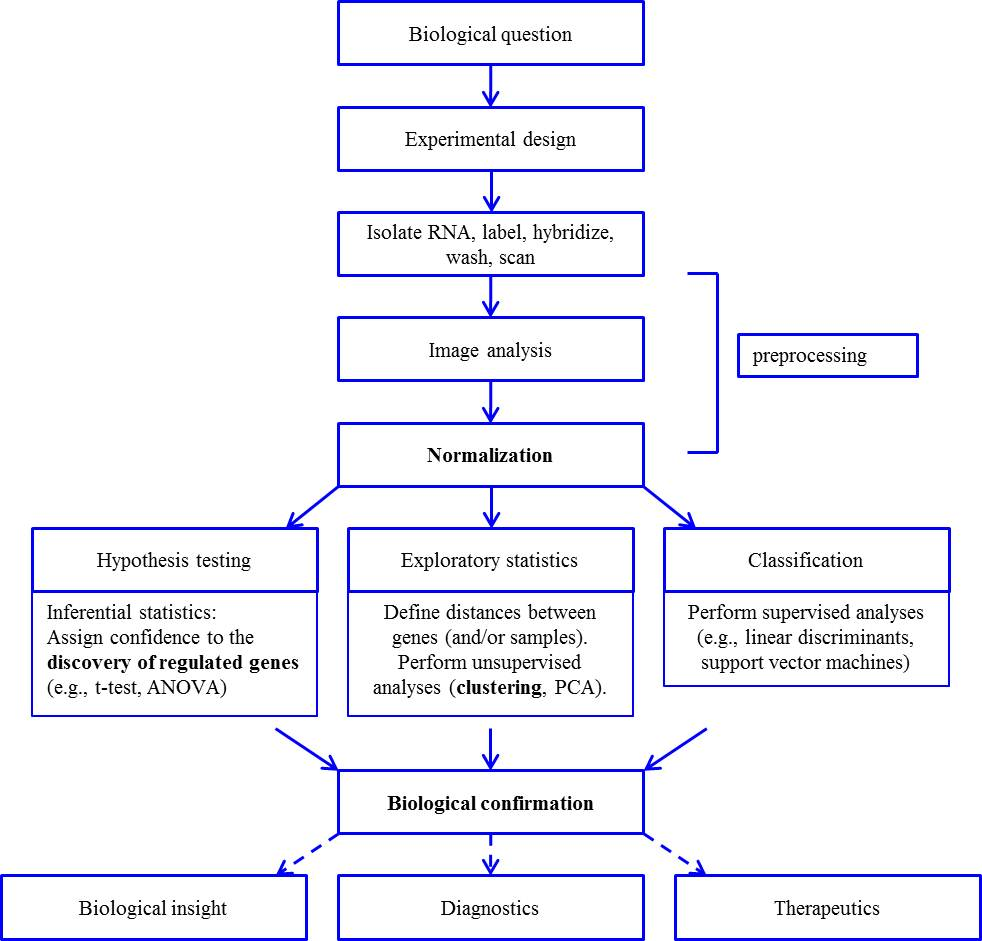 Biological question
Experimental design
Isolate RNA, label, hybridize,
wash, scan
Image analysis
preprocessing
Normalization
Hypothesis testing
Inferential statistics:
Assign confidence to the
discovery of regulated genes
(e.g., t-test, ANOVA)
Exploratory statistics
Define distances between
genes (and/or samples).
Perform unsupervised
analyses (clustering, PCA).
Classification
Perform supervised analyses
(e.g., linear discriminants,
support vector machines)
Biological confirmation
Biological insight
Diagnostics
Therapeutics